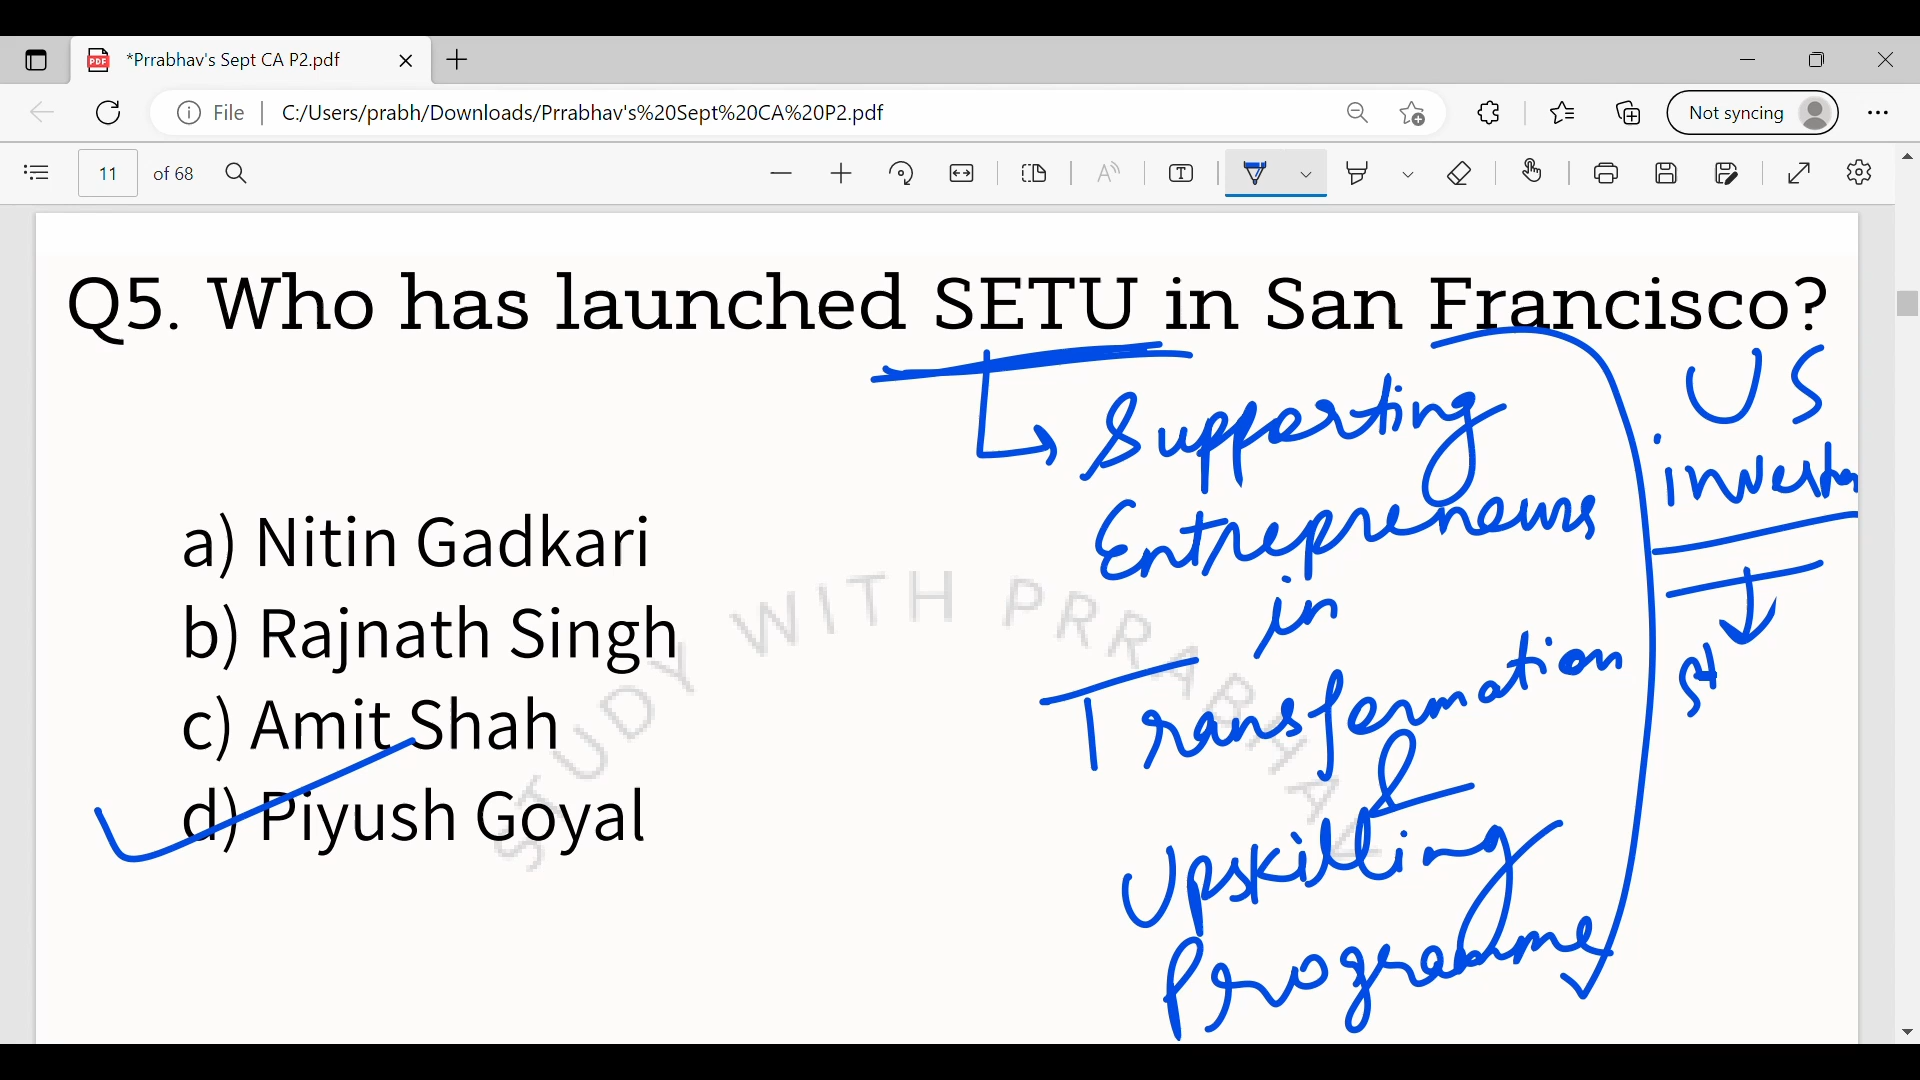 *Prrabhav's Sept CA P2.pdf
File
C:/Users/prabh/Downloads/Prrabhav's%20Sept%20CA%20P2.pdf
Not syncing
11 of 68
Q5. Who has launched SETU in San Francisco?
a) Nitin Gadkari
b) Rajnath Singh
c) Amit Shah
d) Piyush Goyal
Supporting
Entrepreneurs
in
Transformation
&
Upskilling
Programme
US
St
STUDY WITH PRRABHAV